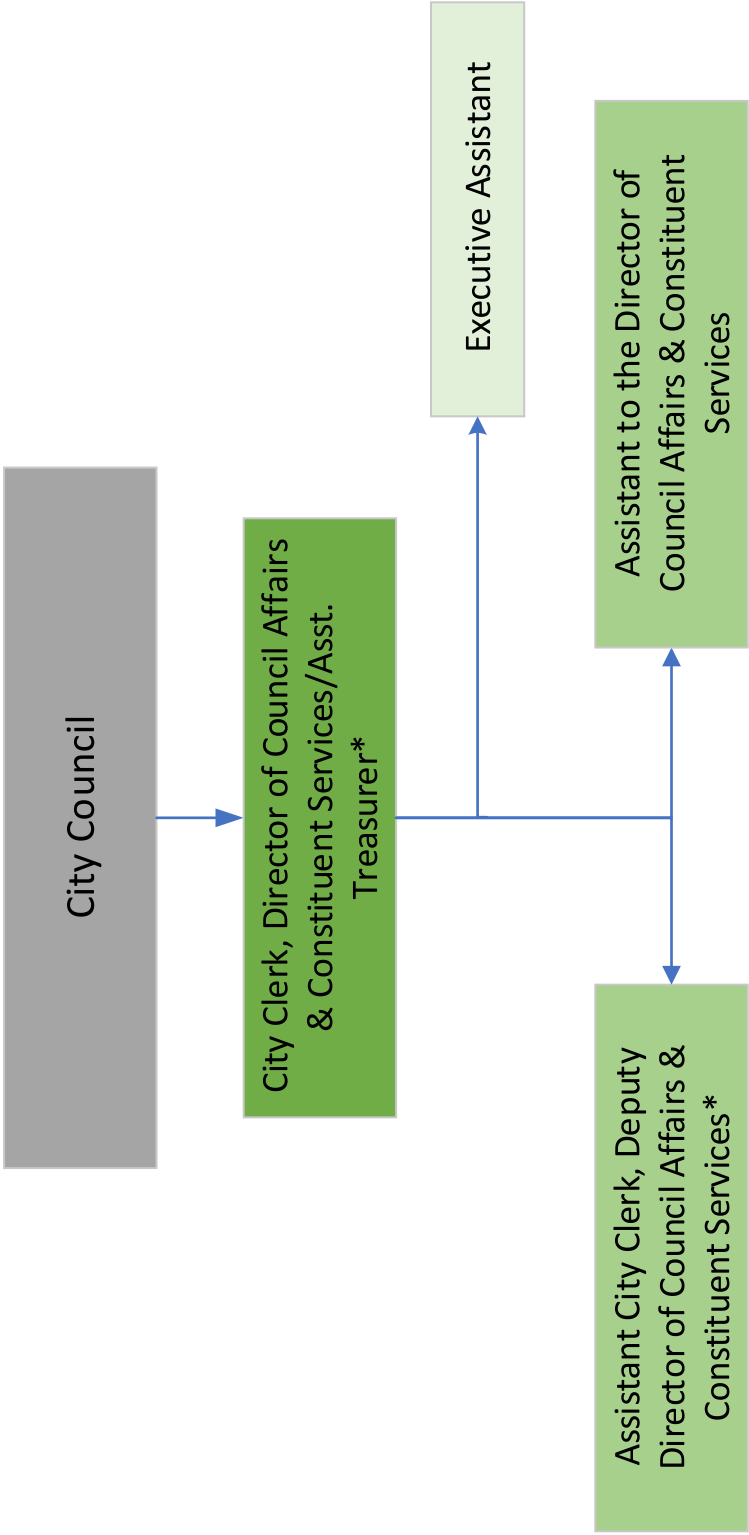 City Council
City Clerk, Director of Council Affairs
& Constituent Services/Asst.
Treasurer*
Executive Assistant
Assistant City Clerk, Deputy
Director of Council Affairs &
Constituent Services*
Assistant to the Director of
Council Affairs & Constituent
Services